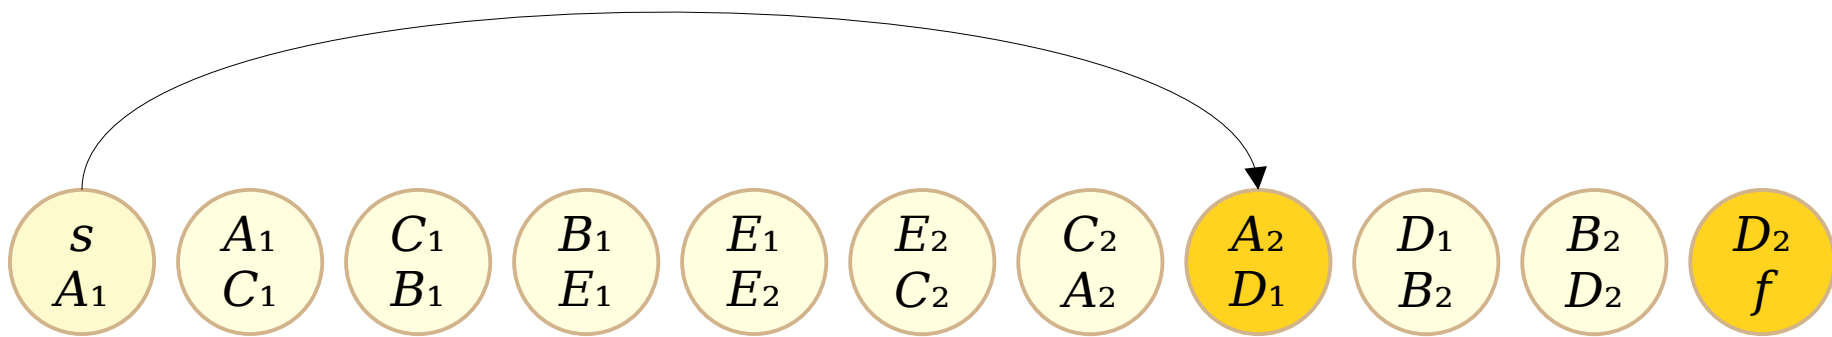 s
A₁
A₁
C₁
C₁
B₁
B₁
E₁
E₁
E₂
E₂
C₂
C₂
A₂
A₂
D₁
D₁
B₂
B₂
D₂
D₂
f